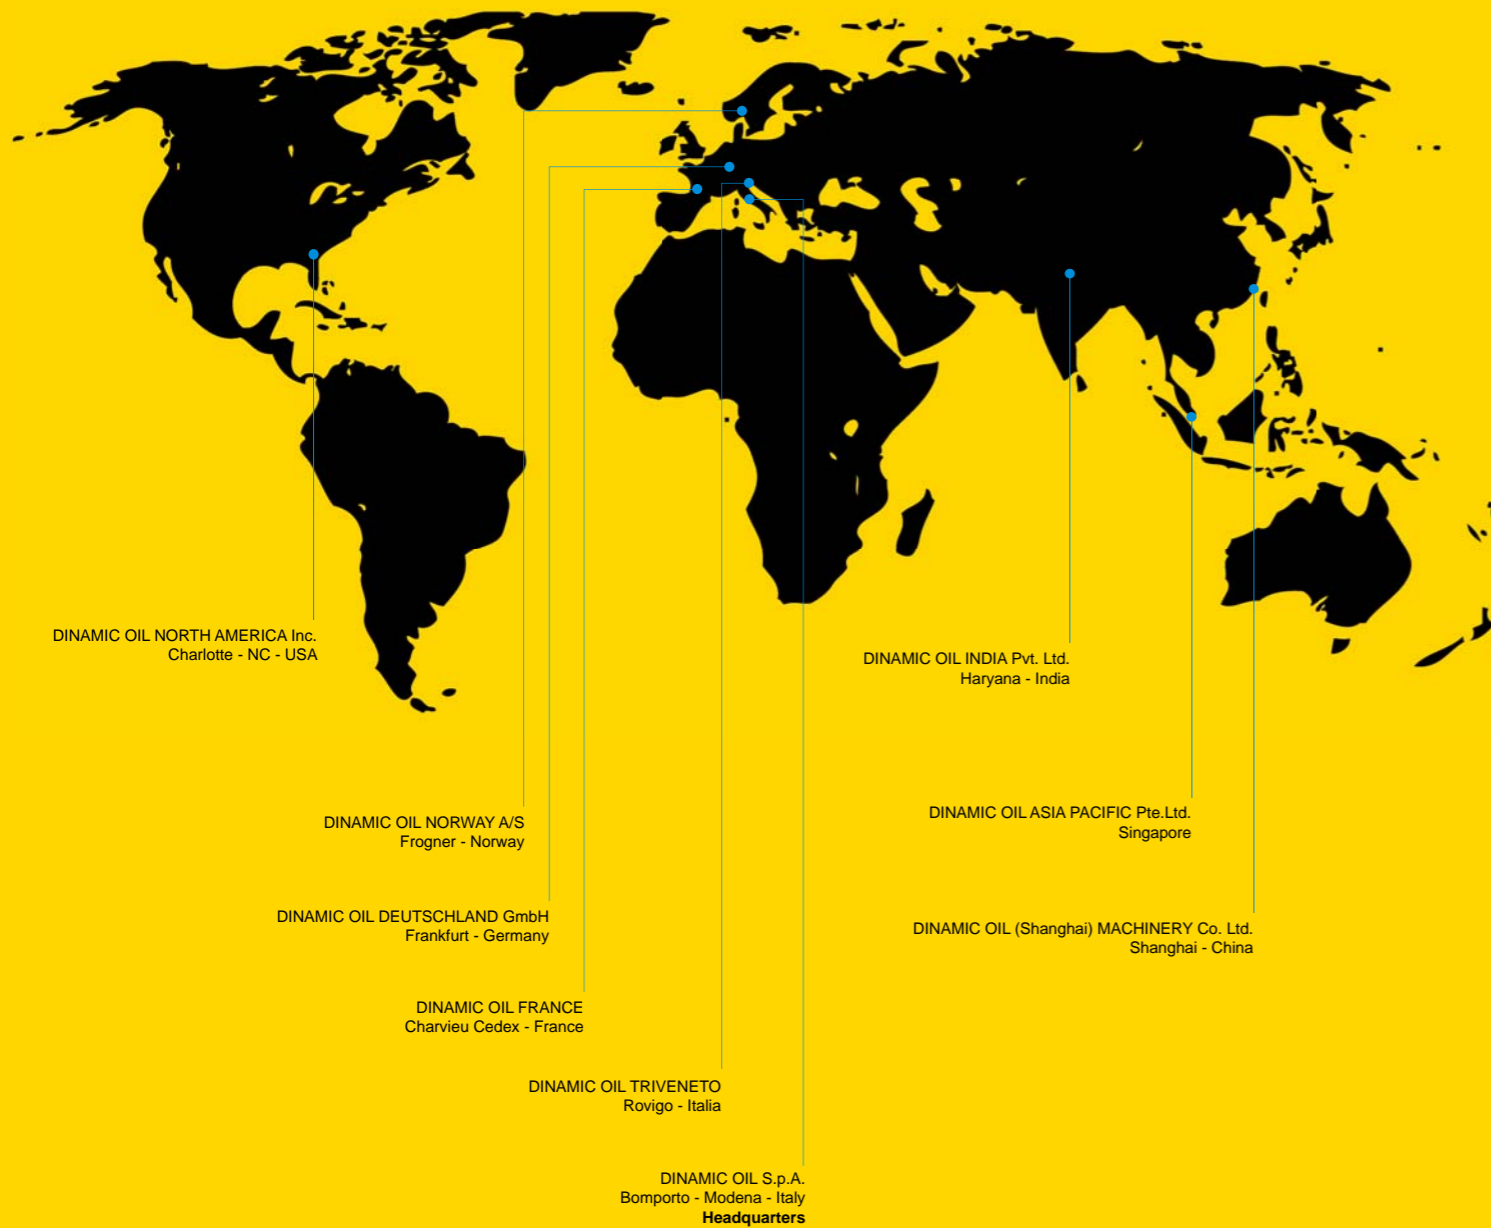 DINAMIC OIL NORTH AMERICA Inc.
Charlotte - NC - USA
DINAMIC OIL INDIA Pvt. Ltd.
Haryana - India
DINAMIC OIL NORWAY A/S
Frogner - Norway
DINAMIC OIL ASIA PACIFIC Pte.Ltd.
Singapore
DINAMIC OIL DEUTSCHLAND GmbH
Frankfurt - Germany
DINAMIC OIL (Shanghai) MACHINERY Co. Ltd.
Shanghai - China
DINAMIC OIL FRANCE
Charvieu Cedex - France
DINAMIC OIL TRIVENETO
Rovigo - Italia
DINAMIC OIL S.p.A.
Bomporto - Modena - Italy
Headquarters